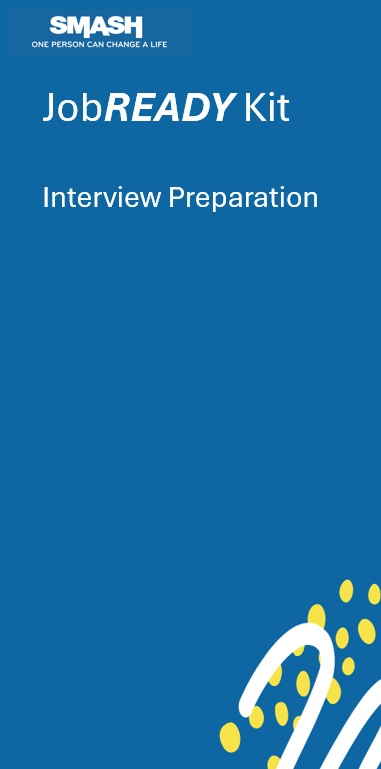 SMASH
ONE PERSON CAN CHANGE A LIFE
JobREADY Kit
Interview Preparation